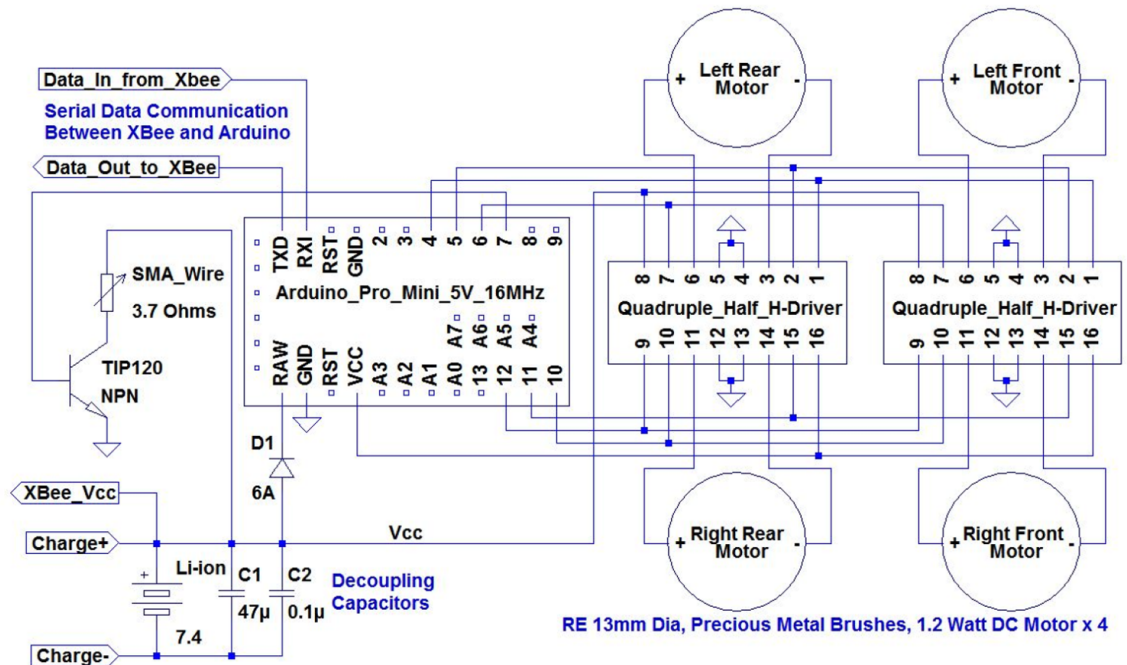 Data_In_from_Xbee
Serial Data Communication
Between XBee and Arduino
Data_Out_to_XBee
+ Left Rear -
Motor
+ Left Front -
Motor
TXD RXI RST GND 2 3 4 5 6 7 8 9
Arduino_Pro_Mini_5V_16MHz
A7 A6 A5 A4
RAW GND RST VCC A3 A2 A1 A0 13 12 11 10
SMA_Wire
3.7 Ohms
TIP120
NPN
8 7 6 5 4 3 2 1
Quadruple_Half_H-Driver
9 10 11 12 13 14 15 16
8 7 6 5 4 3 2 1
Quadruple_Half_H-Driver
9 10 11 12 13 14 15 16
D1
6A
XBee_Vcc
Charge+
Vcc
+ Li-ion
7.4
C1
47µ
C2
0.1µ
Decoupling
Capacitors
Charge-
+ Right Rear -
Motor
+ Right Front -
Motor
RE 13mm Dia, Precious Metal Brushes, 1.2 Watt DC Motor x 4